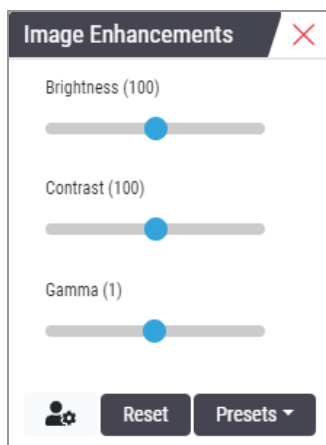 Image Enhancements
Brightness (100)
Contrast (100)
Gamma (1)
Reset Presets